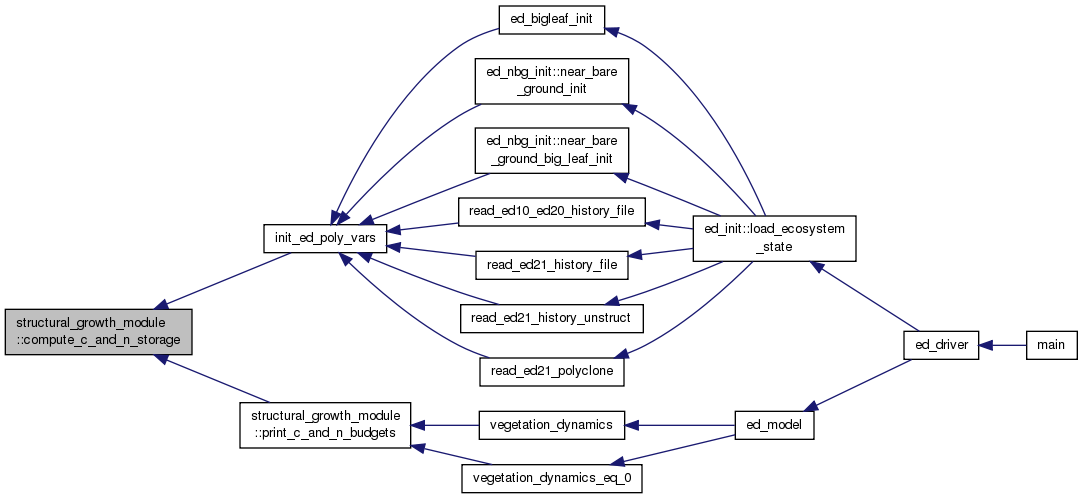 ed_bigleaf_init
ed_nbg_init::near_bare
_ground_init
ed_nbg_init::near_bare
_ground_big_leaf_init
read_ed10_ed20_history_file
ed_init::load_ecosystem
_state
init_ed_poly_vars
read_ed21_history_file
structural_growth_module
::compute_c_and_n_storage
read_ed21_history_unstruct
ed_driver
main
read_ed21_polyclone
structural_growth_module
::print_c_and_n_budgets
vegetation_dynamics
ed_model
vegetation_dynamics_eq_0